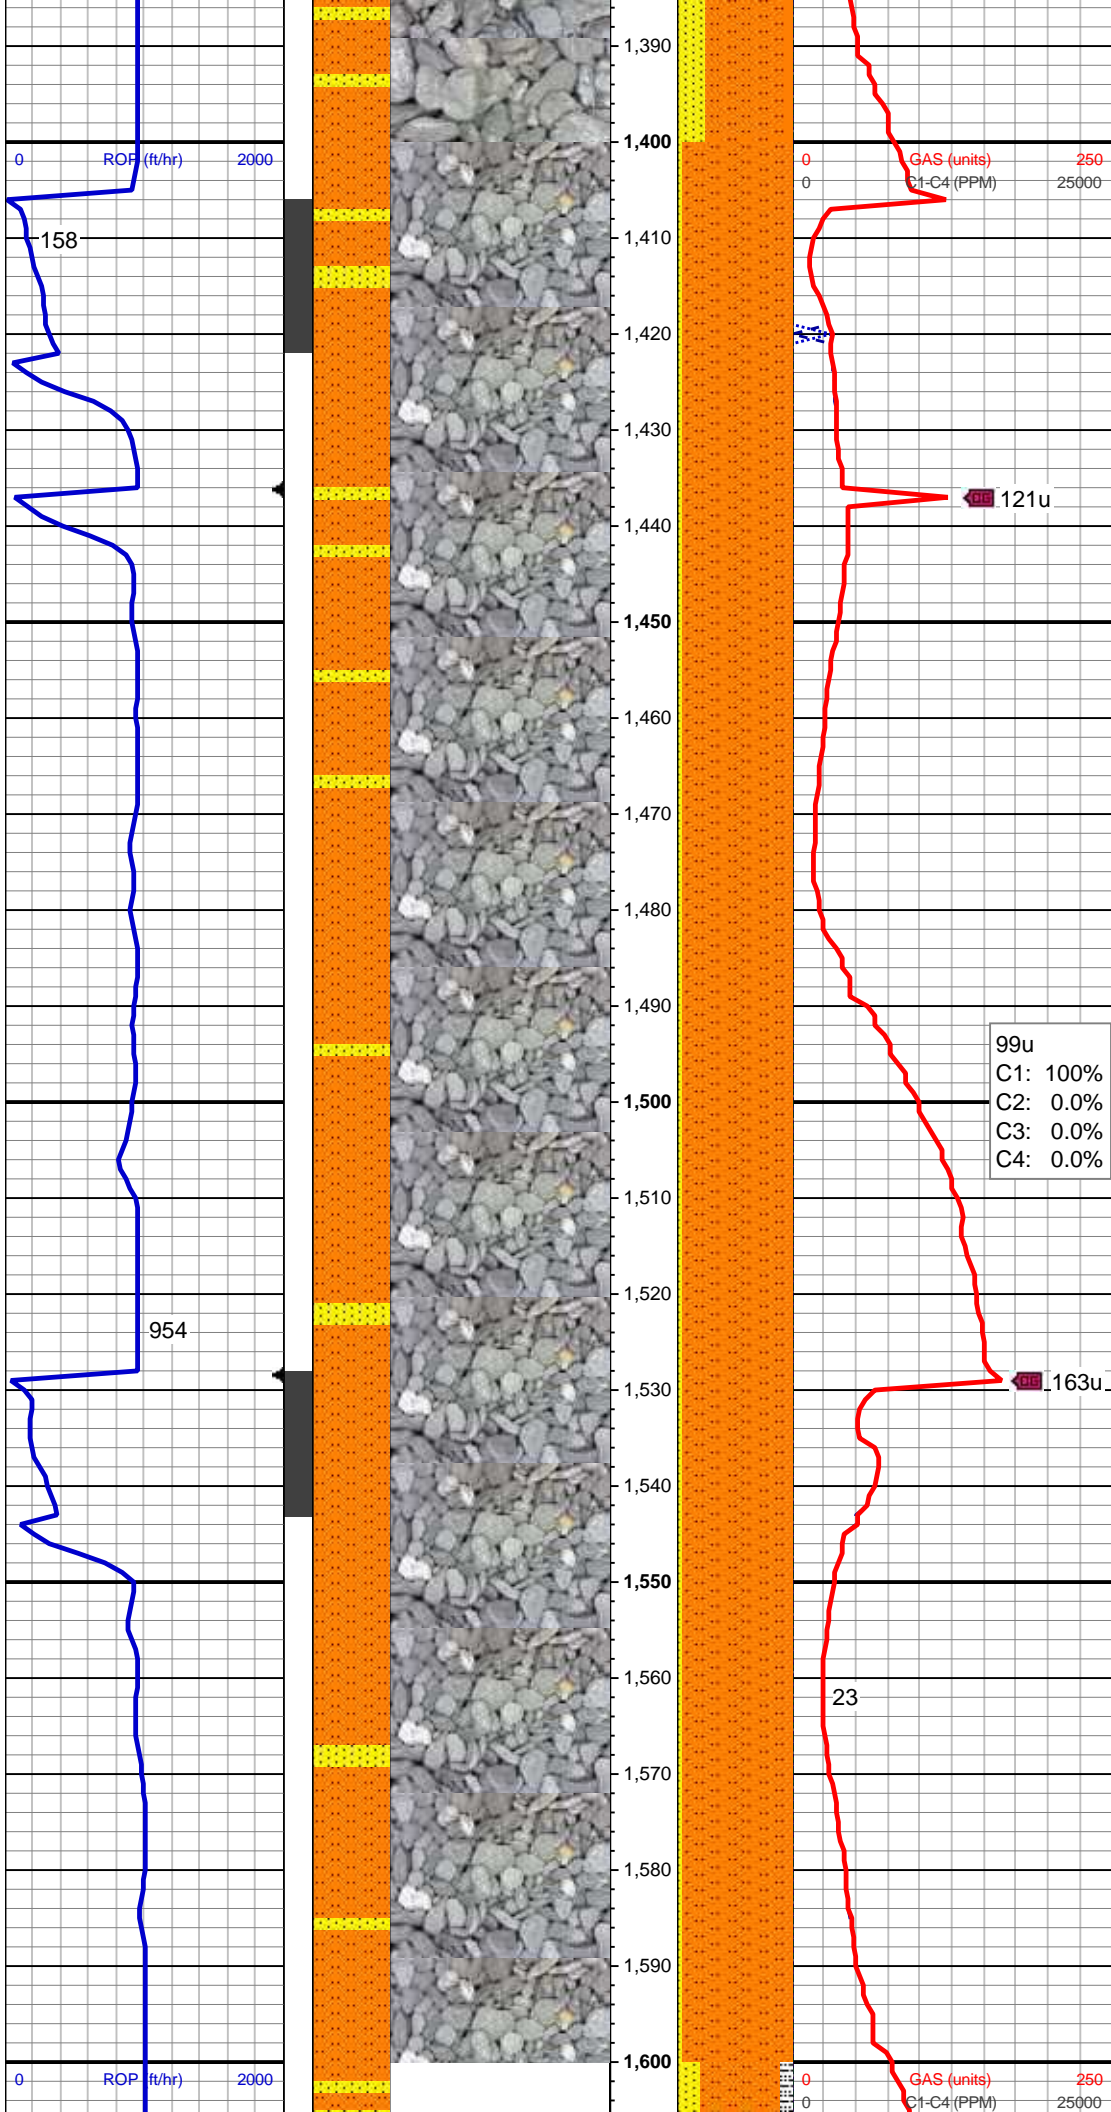 1,390
1,400
0 ROP (ft/hr) 2000
0 GAS (units) 250
0 C1-C4 (PPM) 25000
158
1,410
1,420
1,430
CG 121u
1,440
1,450
1,460
1,470
1,480
1,490
99u
C1: 100%
C2: 0.0%
C3: 0.0%
C4: 0.0%
1,500
1,510
1,520
954
1,530
CG 163u
1,540
1,550
1,560
23
1,570
1,580
1,590
1,600
0 ROP (ft/hr) 2000
0 GAS (units) 250
0 C1-C4 (PPM) 25000